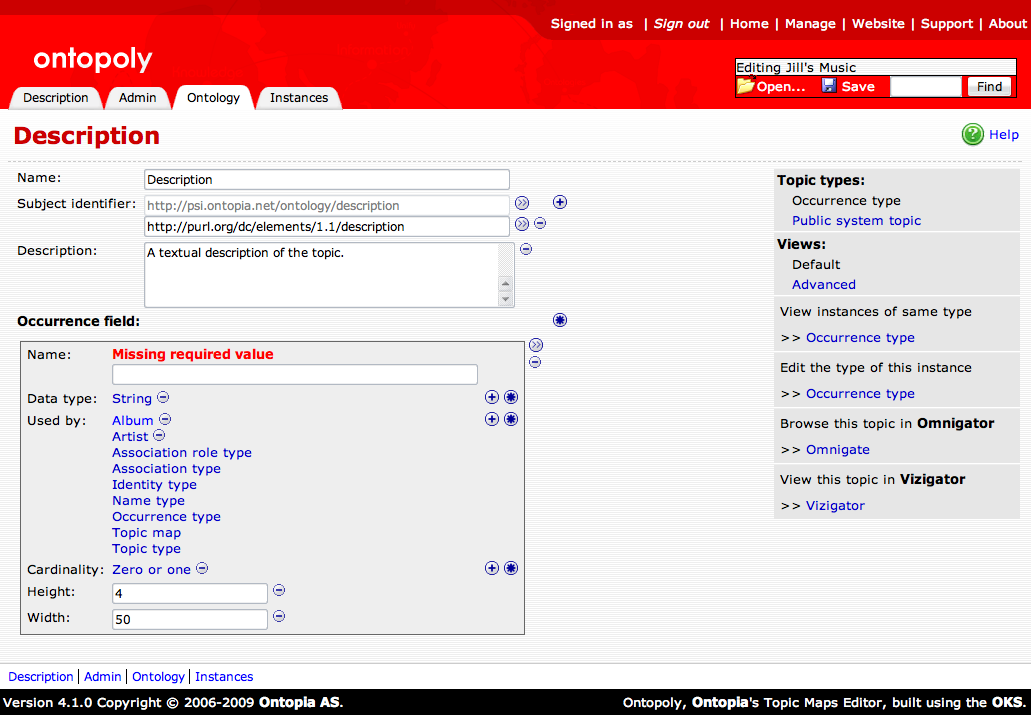 Signed in as | Sign out | Home | Manage | Website | Support | About
ontopoly
Editing Jill's Music
Open... Save Find
Description Admin Ontology Instances
Description
Help
Name: Description
Subject identifier: http://psi.ontopia.net/ontology/description
http://purl.org/dc/elements/1.1/description
Description: A textual description of the topic.
Occurrence field:
Name: Missing required value
Data type: String
Used by: Album
Artist
Association role type
Association type
Identity type
Name type
Occurrence type
Topic map
Topic type
Cardinality: Zero or one
Height: 4
Width: 50
Topic types:
Occurrence type
Public system topic
Views:
Default
Advanced
View instances of same type
>> Occurrence type
Edit the type of this instance
>> Occurrence type
Browse this topic in Omnigator
>> Omnigate
View this topic in Vizigator
>> Vizigator
Description | Admin | Ontology | Instances
Version 4.1.0 Copyright © 2006-2009 Ontopia AS.
Ontopoly, Ontopia's Topic Maps Editor, built using the OKS.